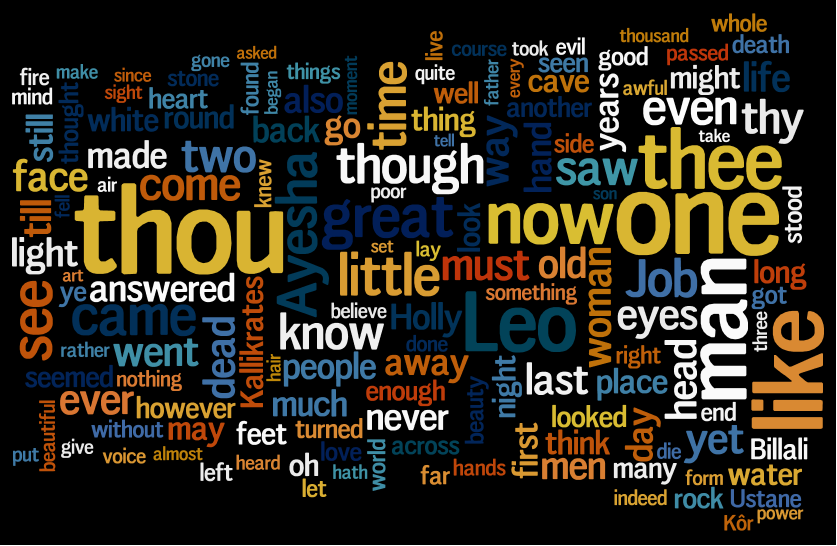 whole
thousand
live
course
took
evil
gone
asked
good
passed
death
fire
make
since
stone
found
began
things
moment
time
quite
father
every
seen
cave
years
awful
might
life
mind
sight
heart
also
well
another
even
thy
still
thought
white
round
back
go
thing
tell
way
hand
side
take
made
two
though
saw
thee
face
air
come
knew
Ayesha
poor
son
till
fell
thou
great
look
now
one
stood
light
art
set
lay
little
must
old
woman
Job
long
ye
answered
something
got
see
came
Kallikrates
believe
know
Holly
done
Leo
eyes
man
three
like
rather
went
dead
hair
people
away
night
right
head
seemed
nothing
enough
beauty
last
place
ever
however
much
never
looked
day
end
beautiful
without
may
feet
turned
love
across
first
think
die
yet
Billali
put
give
voice
almost
left
heard
oh
let
hath
world
far
hands
men
many
form
water
indeed
rock
Ustane
Kôr
power